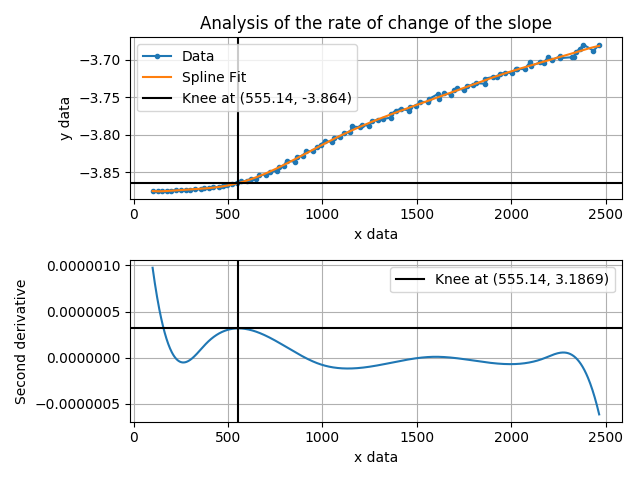 Analysis of the rate of change of the slope
Data
Spline Fit
Knee at (555.14, -3.864)
y data
−3.70
−3.75
−3.80
−3.85
0 500 1000 1500 2000 2500
x data
Knee at (555.14, 3.1869)
Second derivative
0.0000010
0.0000005
0.0000000
−0.0000005
0 500 1000 1500 2000 2500
x data